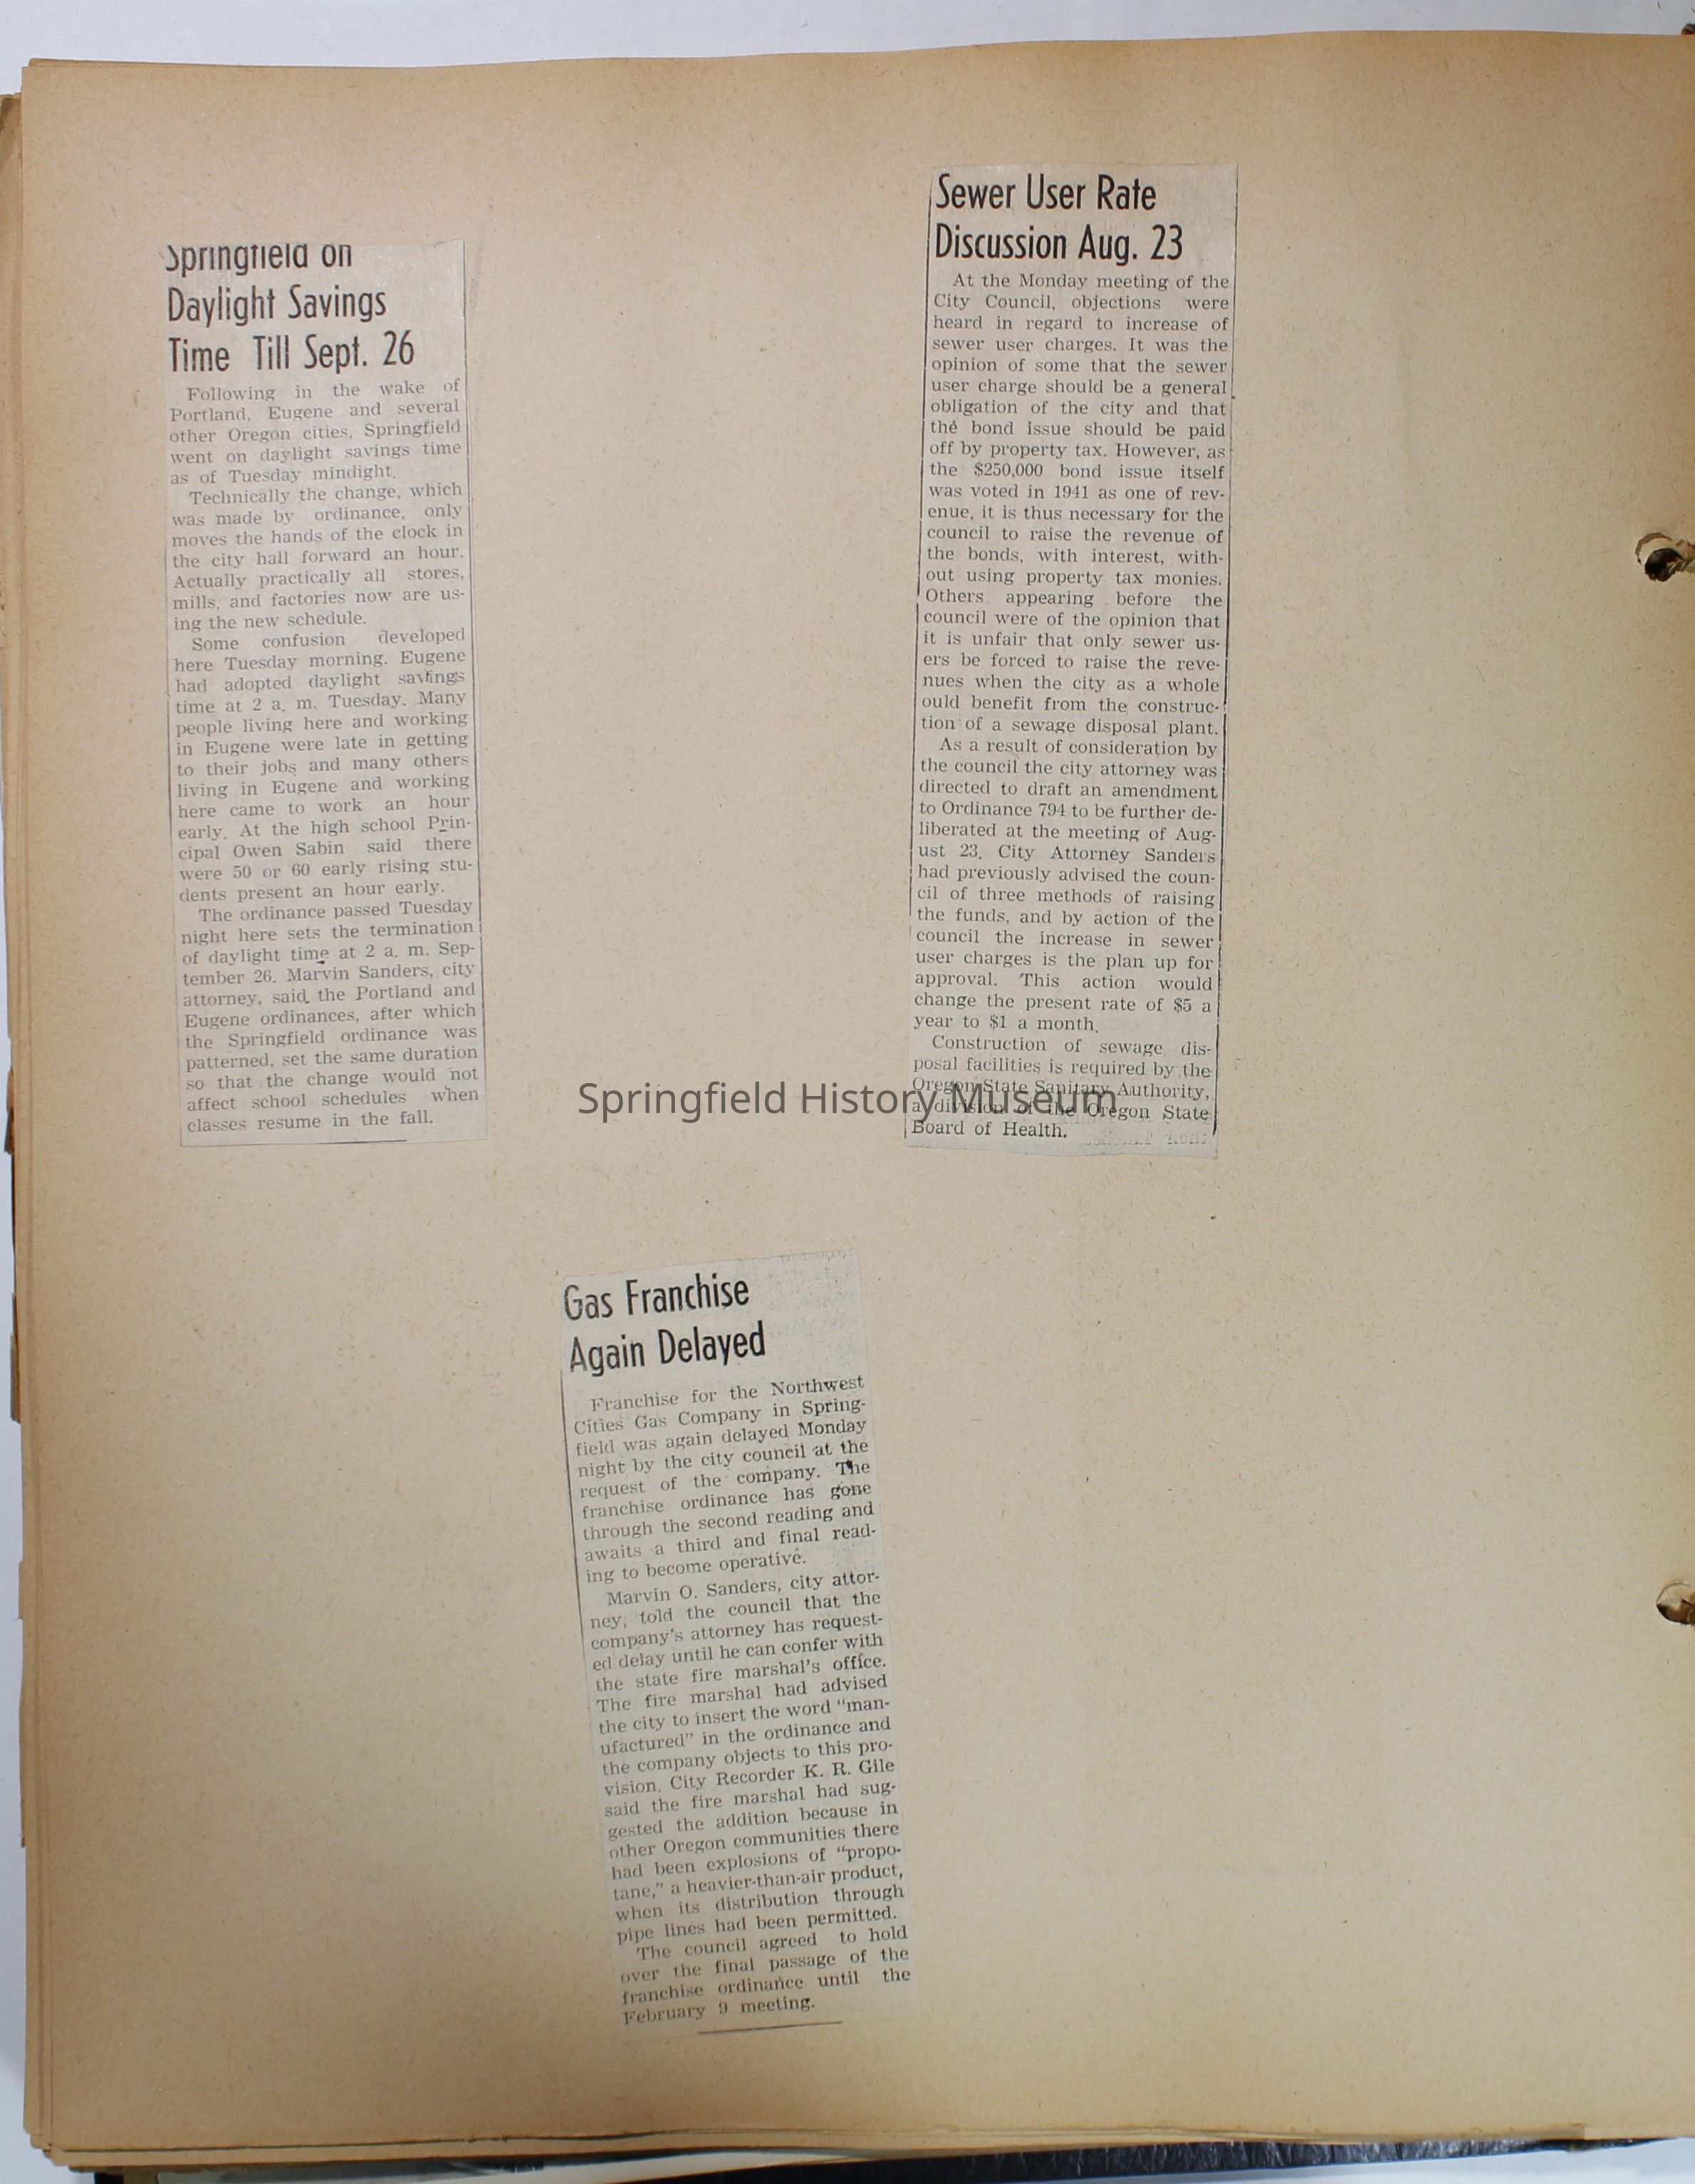 Springfield on
Daylight Savings
Time Till Sept. 26
Following in the wake of
Portland, Eugene and several
other Oregon cities, Springfield
went on daylight savings time
as of Tuesday mindight.
Technically the change, which
was made by ordinance, only
moves the hands of the clock in
the city hall forward an hour.
Actually practically all stores,
mills, and factories now are us-
ing the new schedule.
Some confusion developed
here Tuesday morning. Eugene
had adopted daylight savings
time at 2 a. m. Tuesday. Many
people living here and working
in Eugene were late in getting
to their jobs and many others
living in Eugene and working
here came to work an hour
early. At the high school Prin-
cipal Owen Sabin said there
were 50 or 60 early rising stu-
dents present an hour early.
The ordinance passed Tuesday
night here sets the termination
of daylight time at 2 a. m. Sep-
tember 26. Marvin Sanders, city
attorney, said the Portland and
Eugene ordinances, after which
the Springfield ordinance was
patterned, set the same duration
so that the change would not
affect school schedules when
classes resume in the fall.
Sewer User Rate
Discussion Aug. 23
At the Monday meeting of the
City Council, objections were
heard in regard to increase of
sewer user charges. It was the
opinion of some that the sewer
user charge should be a general
obligation of the city and that
the bond issue should be paid
off by property tax. However, as
the $250,000 bond issue itself
was voted in 1941 as one of rev-
enue, it is thus necessary for the
council to raise the revenue of
the bonds, with interest, with-
out using property tax monies.
Others appearing before the
council were of the opinion that
it is unfair that only sewer us-
ers be forced to raise the reve-
nues when the city as a whole
ould benefit from the construc-
tion of a sewage disposal plant.
As a result of consideration by
the council the city attorney was
directed to draft an amendment
to Ordinance 794 to be further de-
liberated at the meeting of Aug-
ust 23. City Attorney Sanders
had previously advised the coun-
cil of three methods of raising
the funds, and by action of the
council the increase in sewer
user charges is the plan up for
approval. This action would
change the present rate of $5 a
year to $1 a month.
Construction of sewage dis-
posal facilities is required by the
Oregon State Sanitary Authority,
a division of the Oregon State
Board of Health.
Springfield History Museum
Gas Franchise
Again Delayed
Franchise for the Northwest
Cities Gas Company in Spring-
field was again delayed Monday
night by the city council at the
request of the company. The
franchise ordinance has gone
through the second reading and
awaits a third and final read-
ing to become operative.
Marvin O. Sanders, city attor-
ney, told the council that the
company's attorney has request-
ed delay until he can confer with
the state fire marshal's office.
The fire marshal had advised
the city to insert the word "man-
ufactured" in the ordinance and
the company objects to this pro-
vision. City Recorder K. R. Gile
said the fire marshal had sug-
gested the addition because in
other Oregon communities there
had been explosions of "propo-
tane," a heavier-than-air product,
when its distribution through
pipe lines had been permitted.
The council agreed to hold
over the final passage of the
franchise ordinance until the
February 9 meeting.